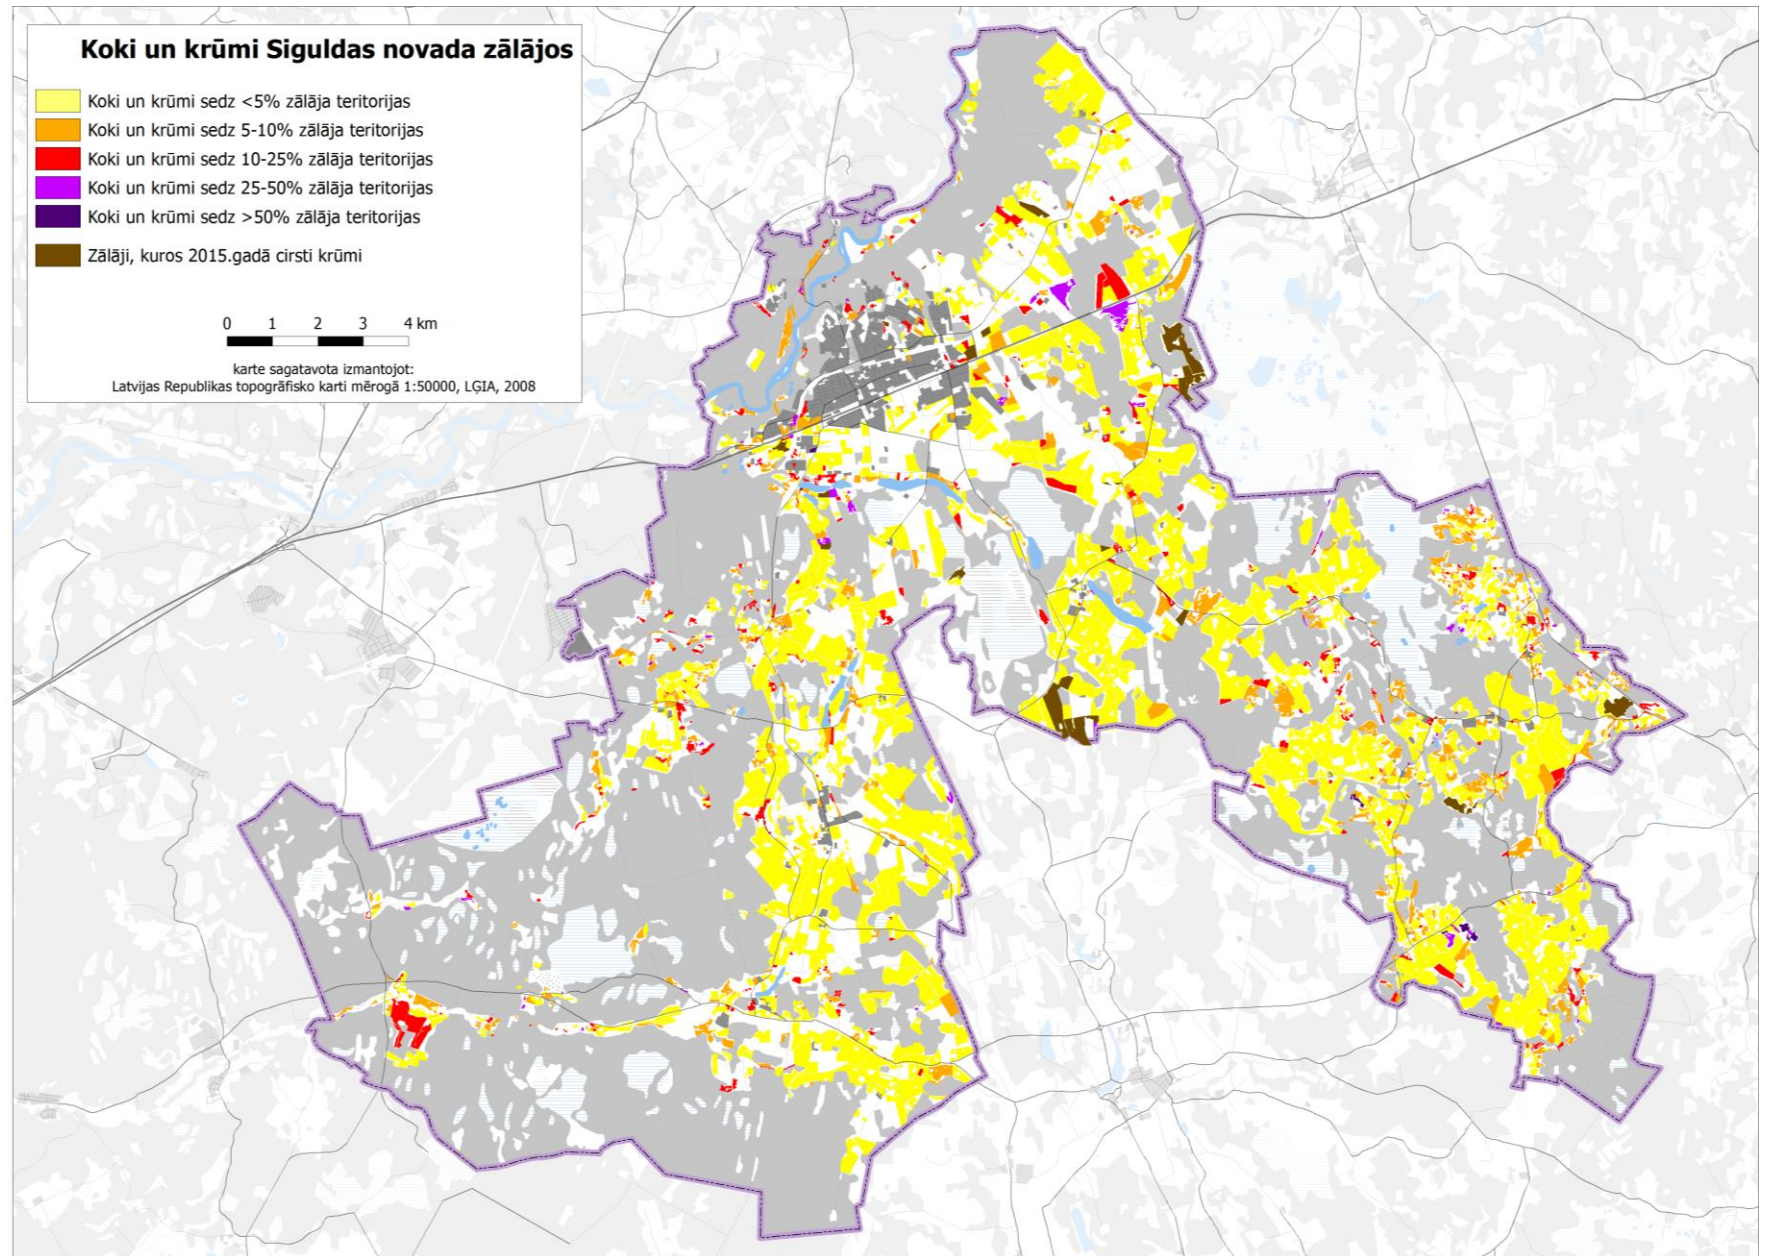 Koki un krūmi Siguldas novada zālājos
Koki un krūmi sedz <5% zālāja teritorijas
Koki un krūmi sedz 5-10% zālāja teritorijas
Koki un krūmi sedz 10-25% zālāja teritorijas
Koki un krūmi sedz 25-50% zālāja teritorijas
Koki un krūmi sedz >50% zālāja teritorijas
Zālāji, kuros 2015.gadā cirsti krūmi
0 1 2 3 4 km
karte sagatavota izmantojot:
Latvijas Republikas topogrāfisko karti mērogā 1:50000, LĢIA, 2008